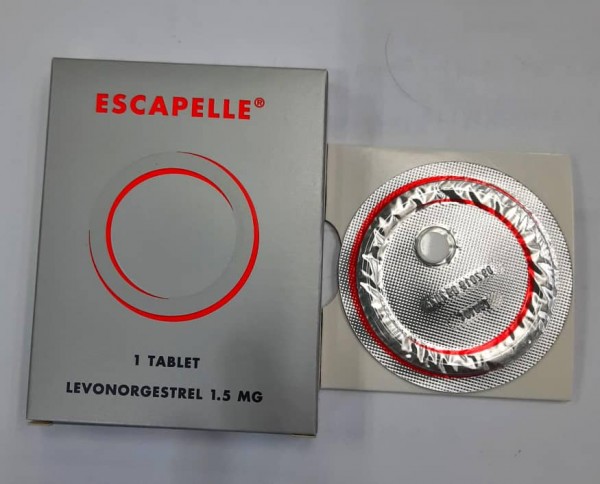 ESCAPELLE®
1 TABLET
LEVONORGESTREL 1.5 MG